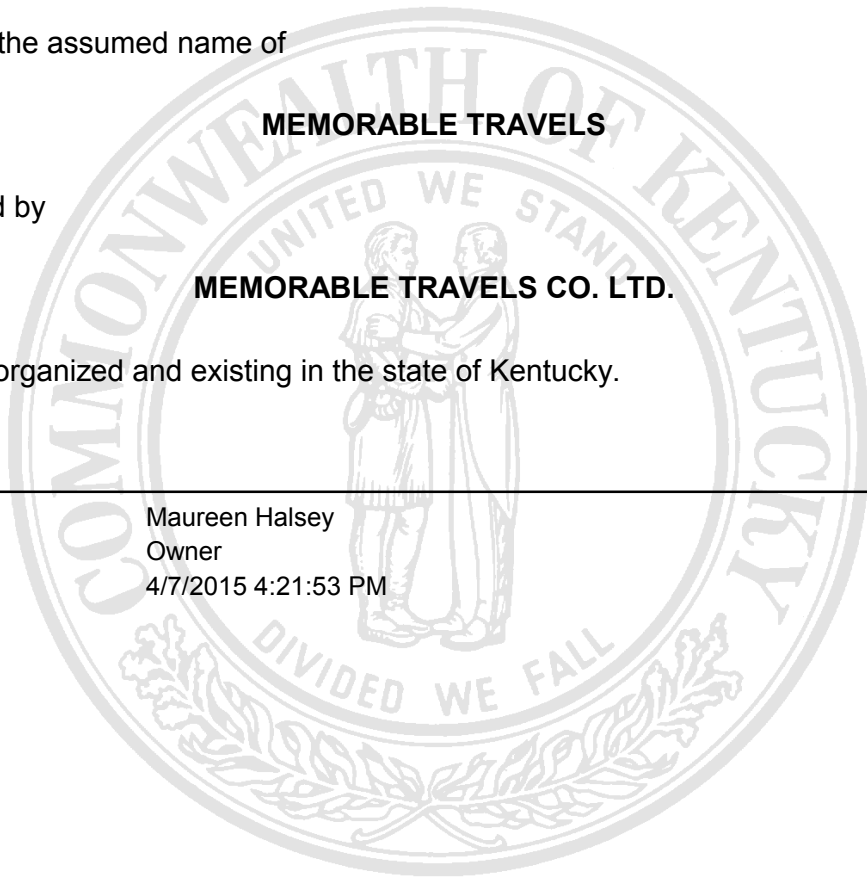 the assumed name of
MEMORABLE TRAVELS
d by
MEMORABLE TRAVELS CO. LTD.
organized and existing in the state of Kentucky.
Maureen Halsey
Owner
4/7/2015 4:21:53 PM
COMMONWEALTH OF KENTUCKY
UNITED WE STAND
DIVIDED WE FALL